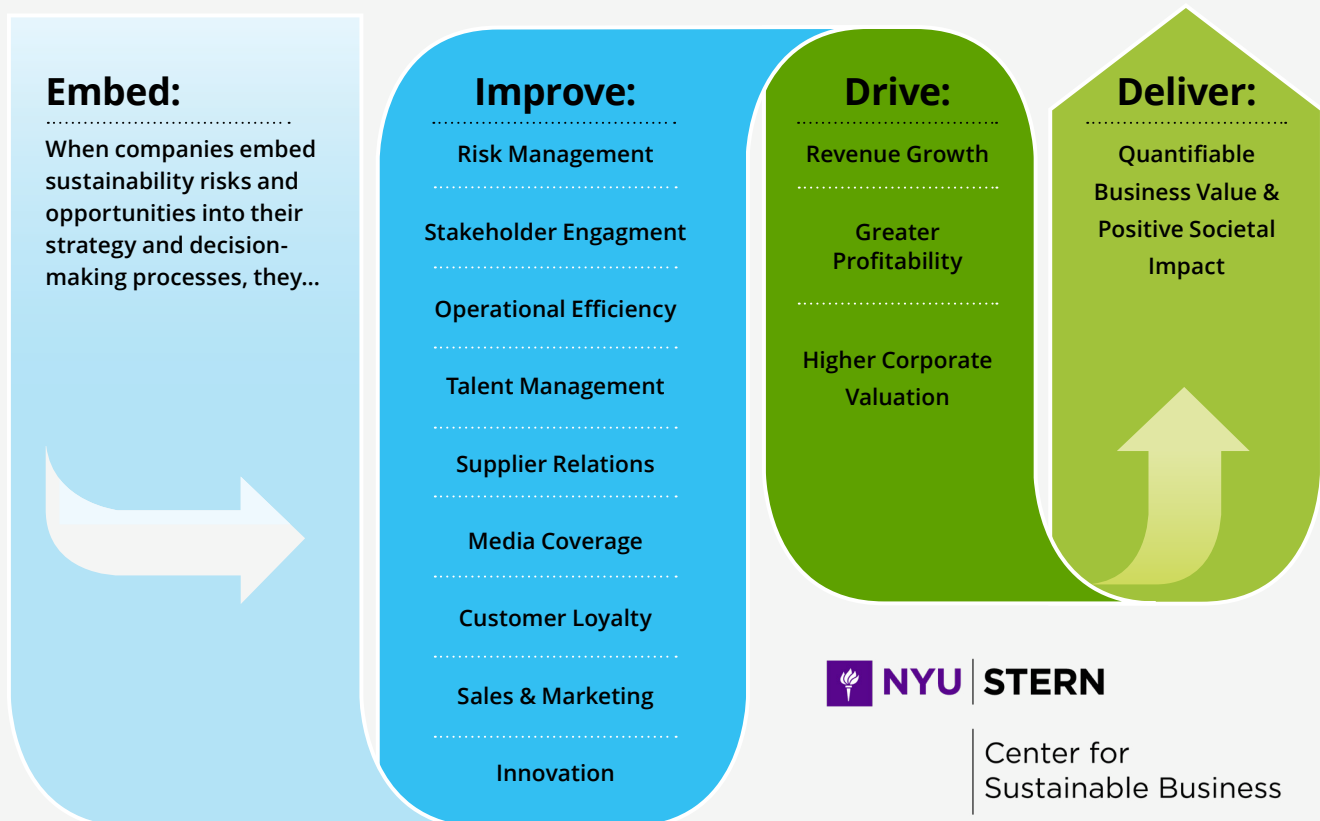 Embed:
When companies embed
sustainability risks and
opportunities into their
strategy and decision-
making processes, they...
Improve:
Risk Management
Stakeholder Engagment
Operational Efficiency
Talent Management
Supplier Relations
Media Coverage
Customer Loyalty
Sales & Marketing
Innovation
Drive:
Revenue Growth
Greater
Profitability
Higher Corporate
Valuation
Deliver:
Quantifiable
Business Value &
Positive Societal
Impact
NYU STERN
Center for
Sustainable Business